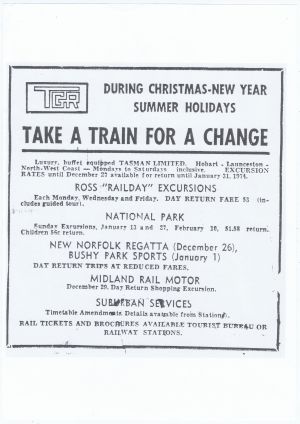 TGR
DURING CHRISTMAS-NEW YEAR
SUMMER HOLIDAYS
TAKE A TRAIN FOR A CHANGE
Luxury, buffet equipped TASMAN LIMITED. Hobart - Launceston -
North-West Coast — Mondays to Saturdays inclusive. EXCURSION
RATES until December 23 available for return until January 31, 1974.
ROSS "RAILDAY" EXCURSIONS
Each Monday, Wednesday and Friday. DAY RETURN FARE $3 (in-
cludes guided tour).
NATIONAL PARK
Sunday Excursions, January 13 and 27, February 10, $1.50 return.
Children return.
NEW NORFOLK REGATTA (December 26),
BUSHY PARK SPORTS (January 1)
DAY RETURN TRIPS AT REDUCED FARES.
MIDLAND RAIL MOTOR
December 29. Day Return Shopping Excursion.
SUBURBAN SERVICES
Timetable Amendments Details available from Stations.
RAIL TICKETS AND BROCHURES AVAILABLE TOURIST BUREAU OR
RAILWAY STATIONS.